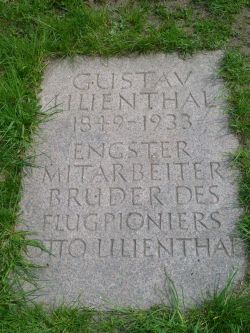 GUSTAV
LILIENTHAL
1849-1933
ENGSTER
MITARBEITER
BRUDER DES
FLUGPIONIERS
OTTO LILIENTHAL